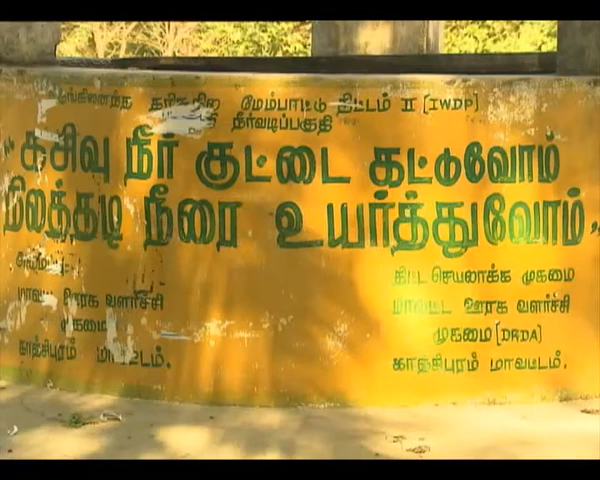 தரிசுநில மேம்பாட்டு திட்டம் II [IWDP]
நீர்வடிப்பகுதி
"கசிவு நீர் குட்டை கட்டுவோம்
நிலத்தடி நீரை உயர்த்துவோம்"
மாவட்ட ஊரக வளர்ச்சி
முகமை
காஞ்சிபுரம் மாவட்டம்.
திட்ட செயலாக்க முகமை
மாவட்ட ஊரக வளர்ச்சி
முகமை [DRDA]
காஞ்சிபுரம் மாவட்டம்.